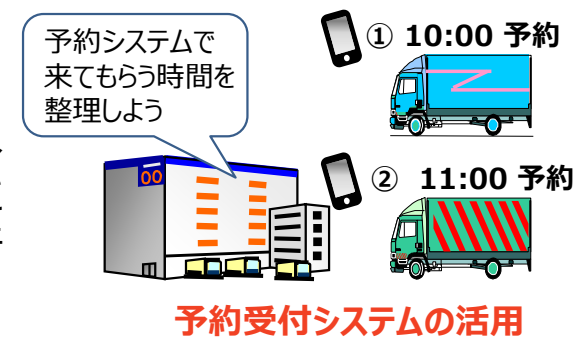 予約システムで
来てもらう時間を
整理しよう
① 10:00 予約
00
② 11:00 予約
予約受付システムの活用